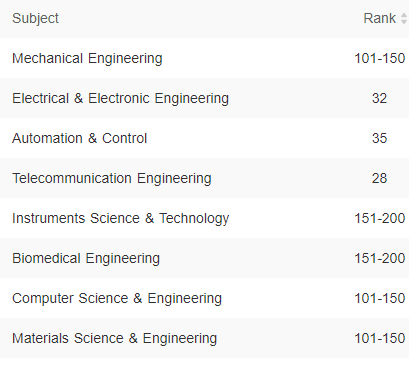 Subject Rank
Mechanical Engineering 101-150
Electrical & Electronic Engineering 32
Automation & Control 35
Telecommunication Engineering 28
Instruments Science & Technology 151-200
Biomedical Engineering 151-200
Computer Science & Engineering 101-150
Materials Science & Engineering 101-150